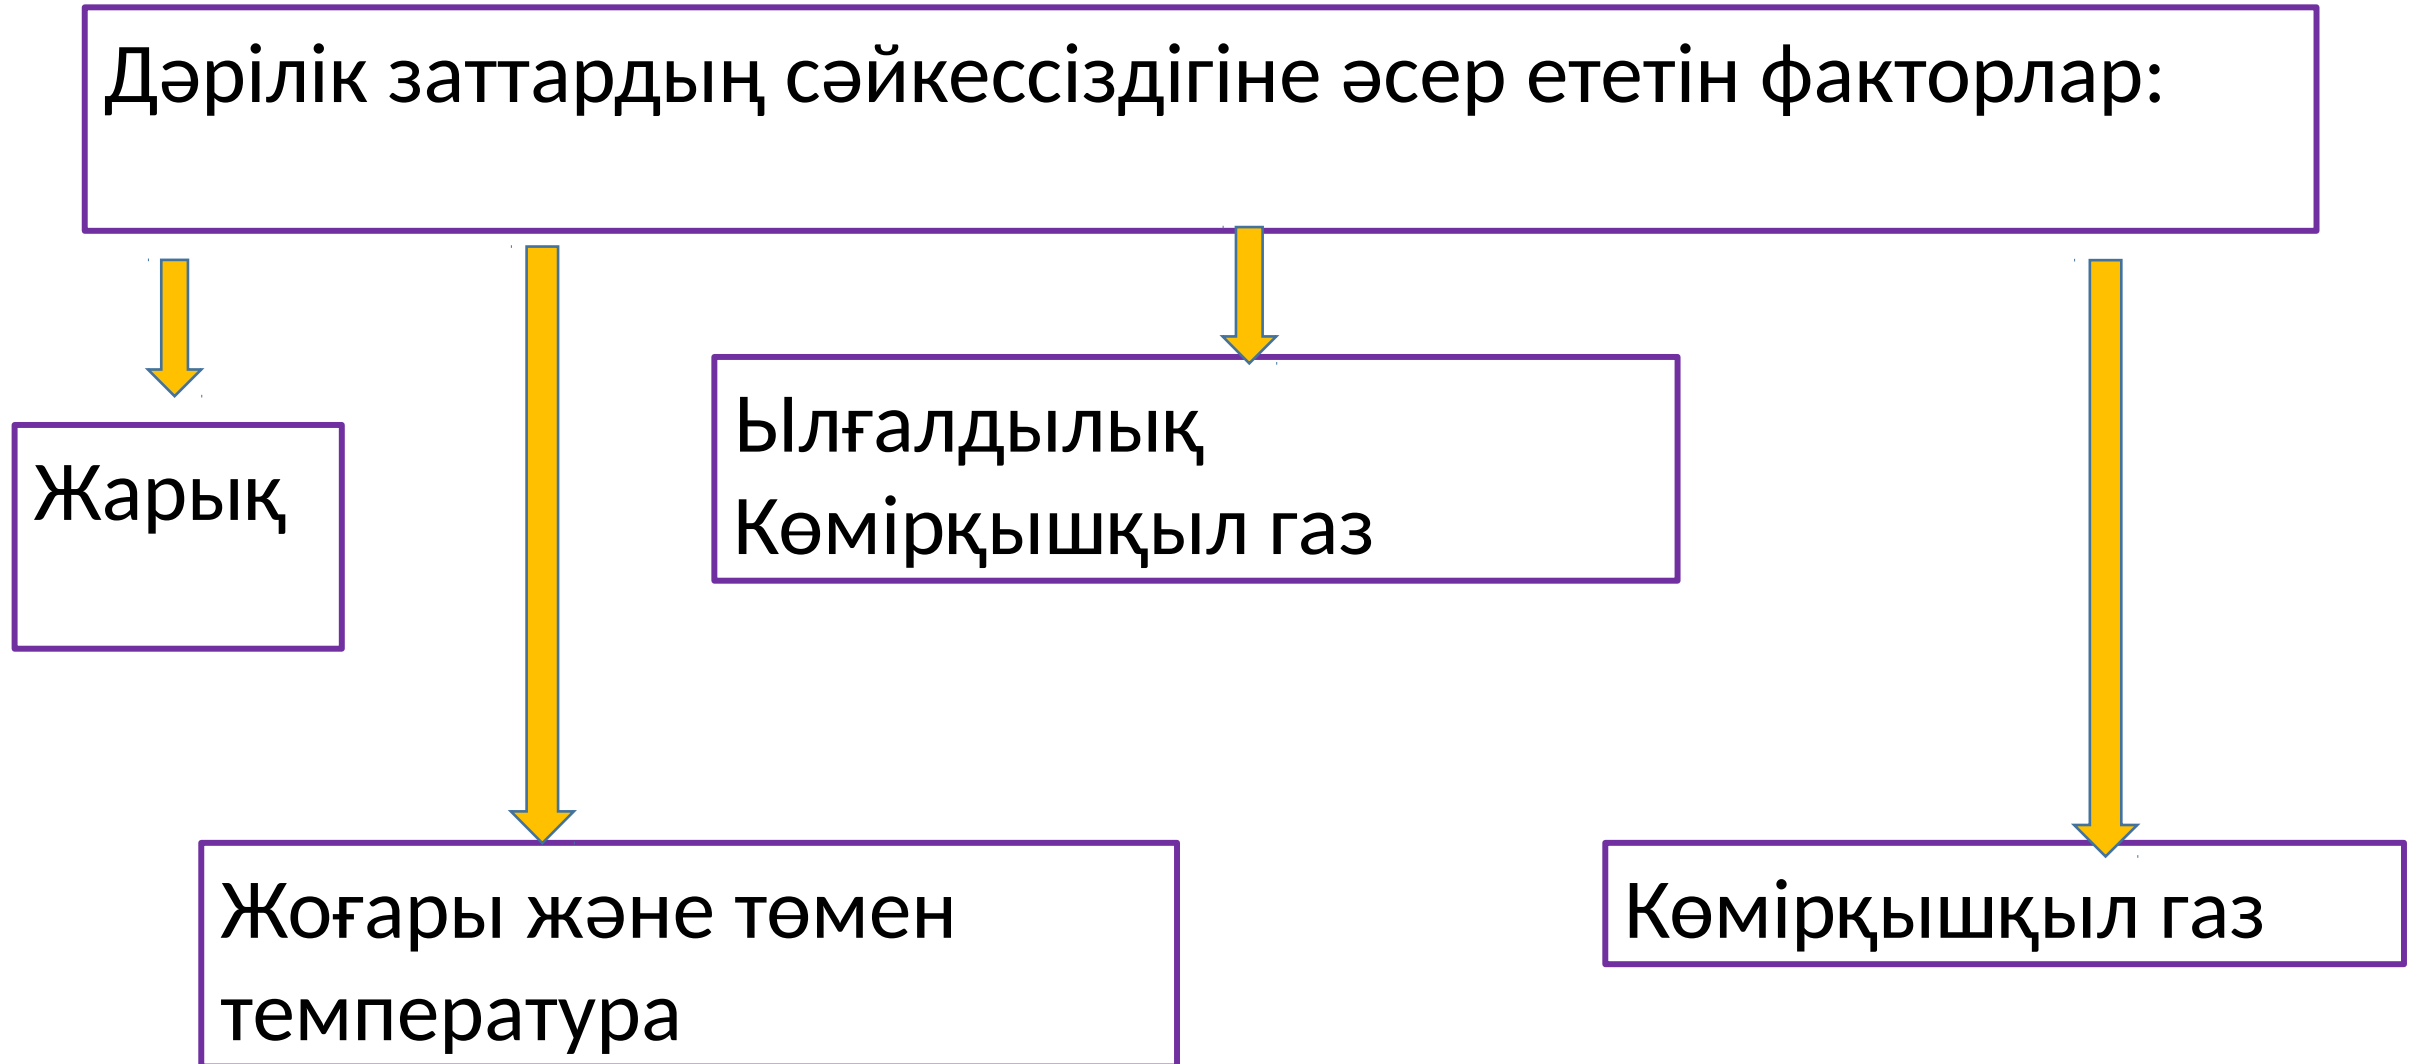 Дәрілік заттардың сәйкессіздігіне әсер ететін факторлар:
Жарық
Ылғалдылық
Көмірқышқыл газ
Жоғары және төмен
температура
Көмірқышқыл газ